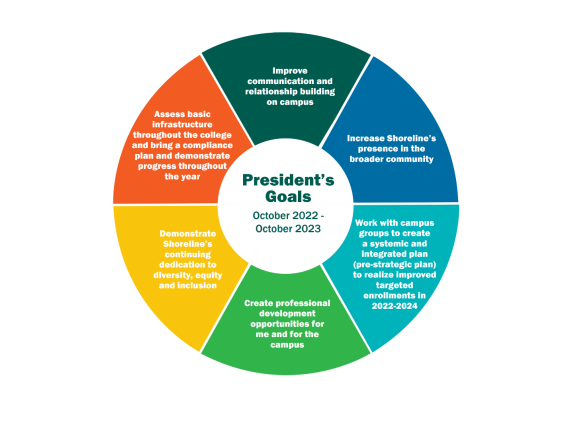 Improve
communication and
relationship building
on campus
Increase Shoreline's
presence in the
broader community
Work with campus
groups to create
a systemic and
integrated plan
(pre-strategic plan)
to realize improved
targeted
enrollments in
2022-2024
Create professional
development
opportunities for
me and for the
campus
Demonstrate
Shoreline's
continuing
dedication to
diversity, equity
and inclusion
Assess basic
infrastructure
throughout the college
and bring a compliance
plan and demonstrate
progress throughout
the year
President's
Goals
October 2022 -
October 2023